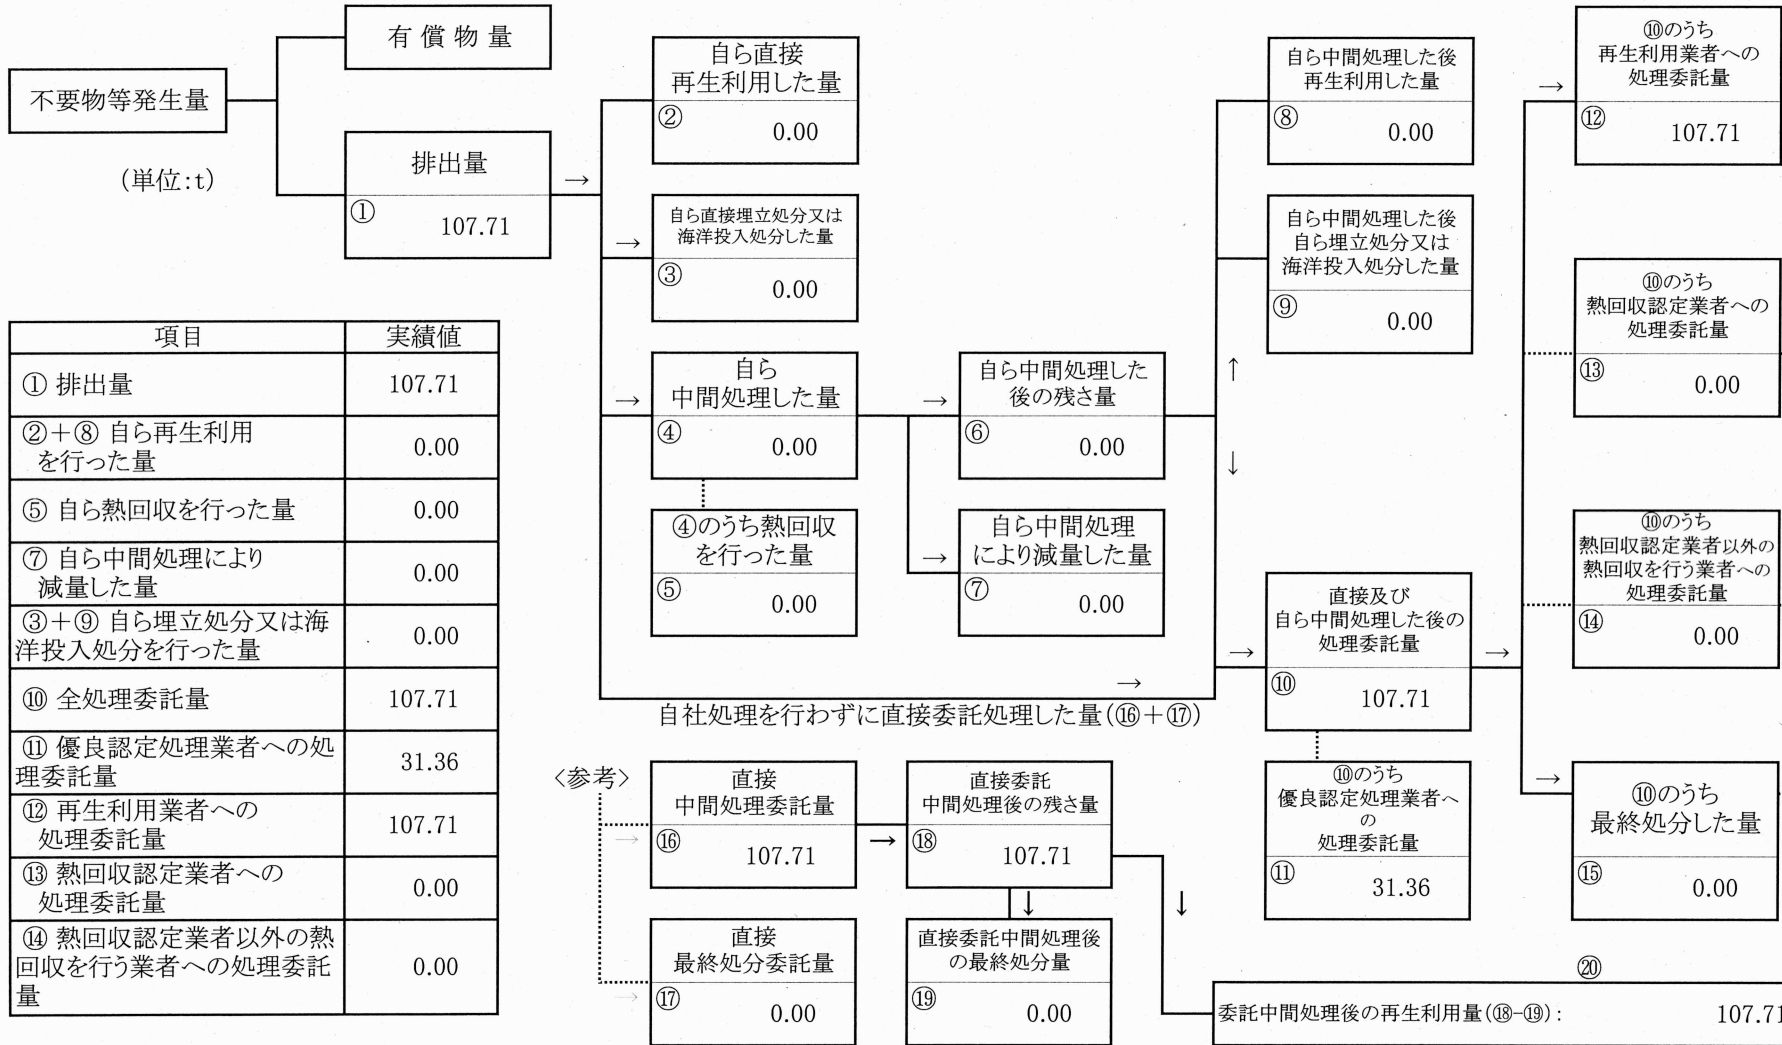 有償物量
不要物等発生量
(単位:t)
排出量
①
107.71
→
自ら直接
再生利用した量
②
0.00
→
自ら直接埋立処分又は
海洋投入処分した量
③
0.00
→
自ら
中間処理した量
④
0.00
④のうち熱回収
を行った量
⑤
0.00
→
自ら中間処理した
後の残さ量
⑥
0.00
→
自ら中間処理
により減量した量
⑦
0.00
↑
↓
自ら中間処理した後
再生利用した量
⑧
0.00
自ら中間処理した後
自ら埋立処分又は
海洋投入処分した量
⑨
0.00
→
自社処理を行わずに直接委託処理した量(⑯+⑰)
→
直接及び
自ら中間処理した後の
処理委託量
⑩
107.71
⑩のうち
優良認定処理業者へ
の
処理委託量
⑪
31.36
→
→
⑩のうち
再生利用業者への
処理委託量
⑫
107.71
⑩のうち
熱回収認定業者への
処理委託量
⑬
0.00
⑩のうち
熱回収認定業者以外の
熱回収を行う業者への
処理委託量
⑭
0.00
→
⑩のうち
最終処分した量
⑮
0.00
項目 実績値
① 排出量 107.71
②+⑧ 自ら再生利用
を行った量 0.00
⑤ 自ら熱回収を行った量 0.00
⑦ 自ら中間処理により
減量した量 0.00
③+⑨ 自ら埋立処分又は海
洋投入処分を行った量 0.00
⑩ 全処理委託量 107.71
⑪ 優良認定処理業者への処
理委託量 31.36
⑫ 再生利用業者への
処理委託量 107.71
⑬ 熱回収認定業者への
処理委託量 0.00
⑭ 熱回収認定業者以外の熱
回収を行う業者への処理委託
量 0.00
<参考>
→
直接
中間処理委託量
⑯
107.71
→
直接委託
中間処理後の残さ量
⑱
107.71
↓
↓
→
直接
最終処分委託量
⑰
0.00
直接委託中間処理後
の最終処分量
⑲
0.00
⑳
委託中間処理後の再生利用量(⑱-⑲): 107.71